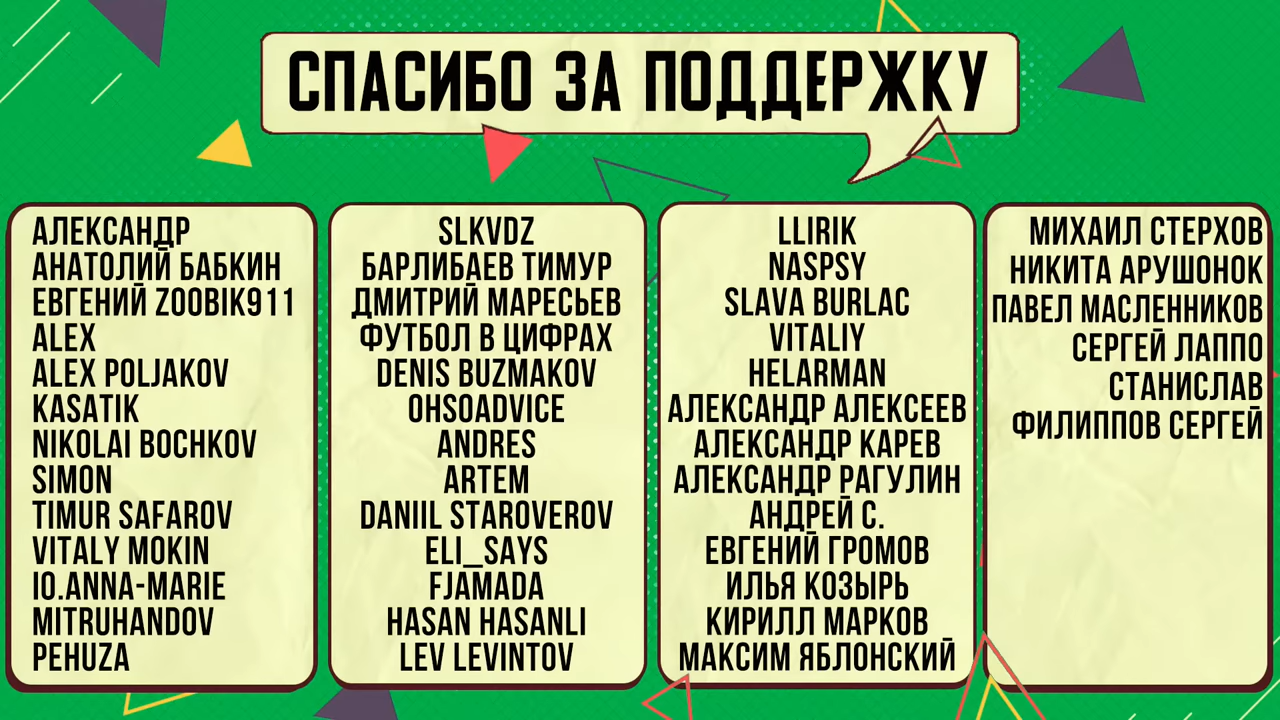 СПАСИБО ЗА ПОДДЕРЖКУ
АЛЕКСАНДР
АНАТОЛИЙ БАБКИН
ЕВГЕНИЙ ZOOBIK911
ALEX
ALEX POLJAKOV
KASATIK
NIKOLAI BOCHKOV
SIMON
TIMUR SAFAROV
VITALY MOKIN
IO.ANNA-MARIE
MITRUHANDOV
PEHUZA
SLKVDZ
БАРЛИБАЕВ ТИМУР
ДМИТРИЙ МАРЕСЬЕВ
ФУТБОЛ В ЦИФРАХ
DENIS BUZMAKOV
OHSOADVICE
ANDRES
ARTEM
DANIIL STAROVEROV
ELI_SAYS
FJAMADA
HASAN HASANLI
LEV LEVINTOV
LLIRIK
NASPSY
SLAVA BURLAC
VITALIY
HELARMAN
АЛЕКСАНДР АЛЕКСЕЕВ
АЛЕКСАНДР КАРЕВ
АЛЕКСАНДР РАГУЛИН
АНДРЕЙ С.
ЕВГЕНИЙ ГРОМОВ
ИЛЬЯ КОЗЫРЬ
КИРИЛЛ МАРКОВ
МАКСИМ ЯБЛОНСКИЙ
МИХАИЛ СТЕРХОВ
НИКИТА АРУШОНОК
ПАВЕЛ МАСЛЕННИКОВ
СЕРГЕЙ ЛАППО
СТАНИСЛАВ
ФИЛИППОВ СЕРГЕЙ